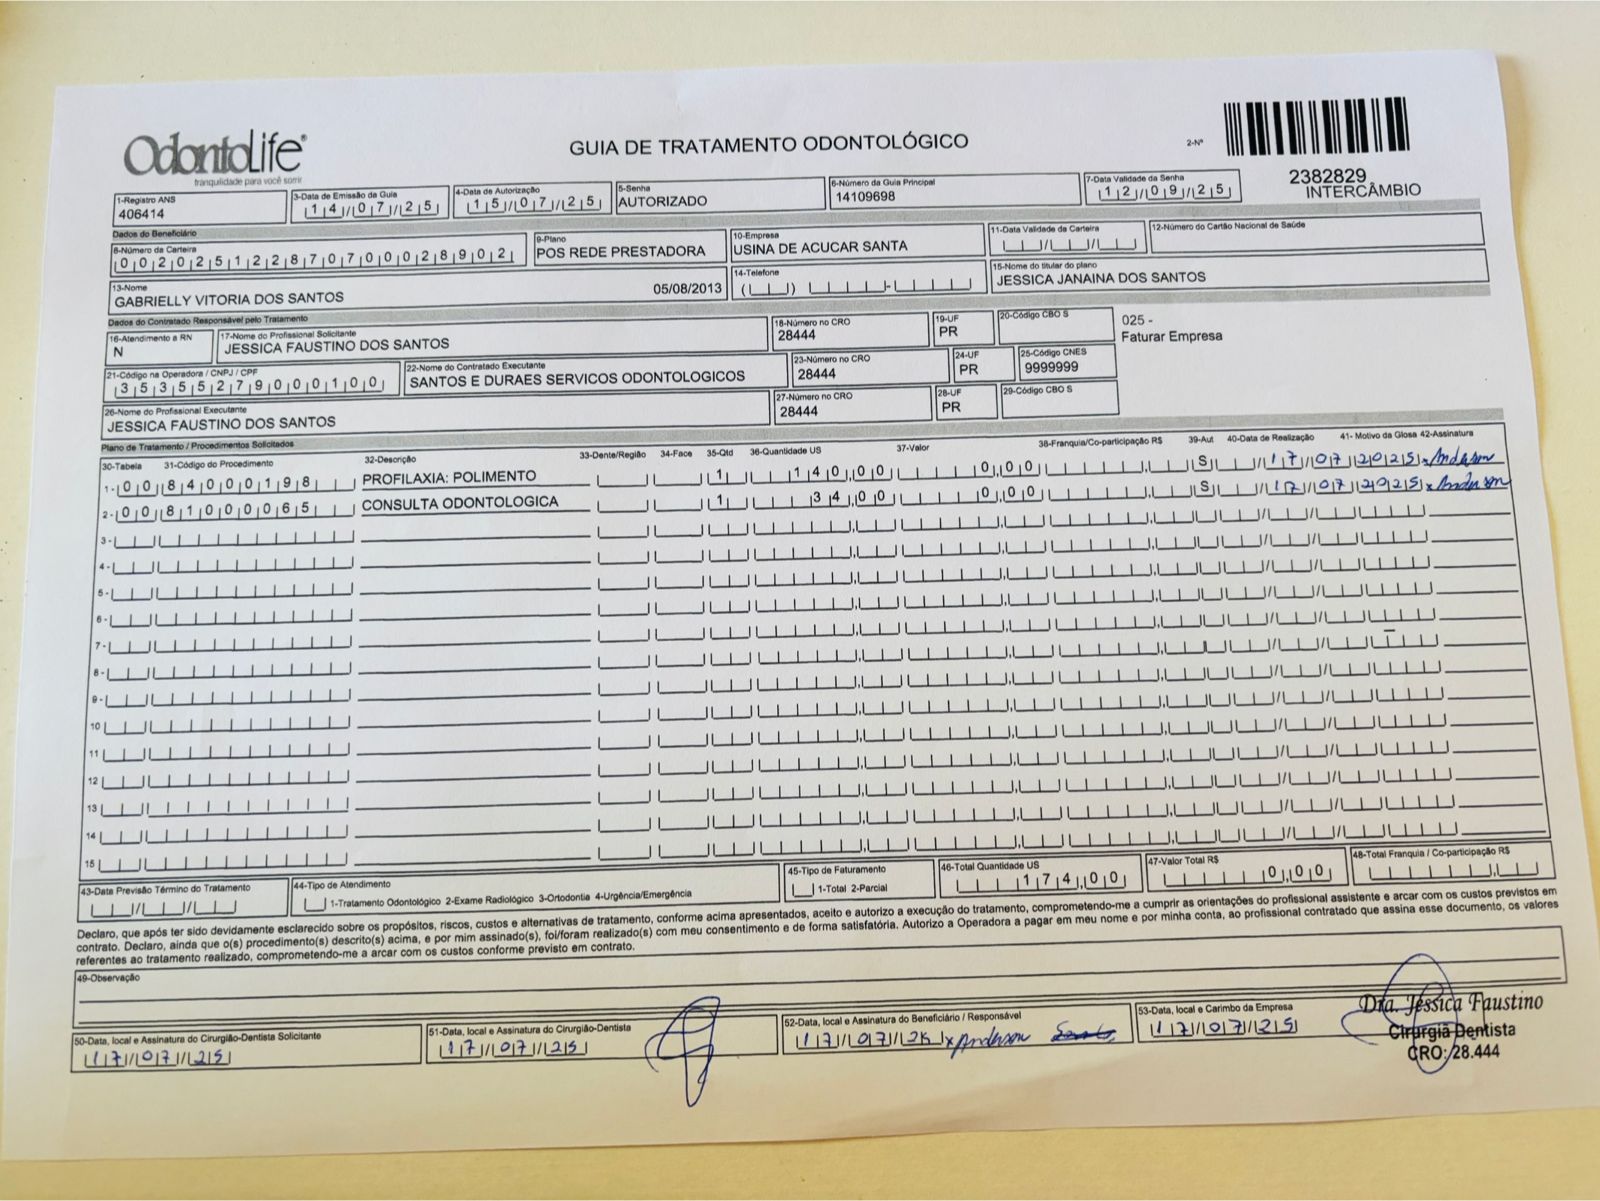 OdontoLife®
tranquilidade para você sorrir
GUIA DE TRATAMENTO ODONTOLÓGICO
2-Nº
2382829
INTERCÂMBIO
1-Registro ANS
406414
3-Data de Emissão da Guia
14/07/25
4-Data de Autorização
15/07/25
5-Senha
AUTORIZADO
6-Número da Guia Principal
14109698
7-Data Validade da Senha
12/09/25
Dados do Beneficiário
8-Número da Carteira
002025122870700028902
9-Plano
POS REDE PRESTADORA
10-Empresa
USINA DE ACUCAR SANTA
11-Data Validade da Carteira
12-Número do Cartão Nacional de Saúde
13-Nome
GABRIELLY VITORIA DOS SANTOS 05/08/2013
14-Telefone
15-Nome do titular do plano
JESSICA JANAINA DOS SANTOS
Dados do Contratado Responsável pelo Tratamento
16-Atendimento a RN
N
17-Nome do Profissional Solicitante
JESSICA FAUSTINO DOS SANTOS
18-Número no CRO
28444
19-UF
PR
20-Código CBO S
025 -
Faturar Empresa
21-Código na Operadora / CNPJ / CPF
35355279000100
22-Nome do Contratado Executante
SANTOS E DURAES SERVICOS ODONTOLOGICOS
23-Número no CRO
28444
24-UF
PR
25-Código CNES
9999999
26-Nome do Profissional Executante
JESSICA FAUSTINO DOS SANTOS
27-Número no CRO
28444
28-UF
PR
29-Código CBO S
Plano de Tratamento / Procedimentos Solicitados
30-Tabela 31-Código do Procedimento 32-Descrição 33-Dente/Região 34-Face 35-Qtd 36-Quantidade US 37-Valor 38-Franquia/Co-participação R$ 39-Aut 40-Data de Realização 41- Motivo da Glosa 42-Assinatura
1- 00 84000198 PROFILAXIA: POLIMENTO 1 140,00 0,00 S 17/07/2025 x Anderson
2- 00 81000065 CONSULTA ODONTOLOGICA 1 34,00 0,00 S 17/07/2025 x Anderson
3-
4-
5-
6-
7-
8-
9-
10
11
12
13
14
15
43-Data Previsão Término do Tratamento
44-Tipo de Atendimento
1-Tratamento Odontológico 2-Exame Radiológico 3-Ortodontia 4-Urgência/Emergência
45-Tipo de Faturamento
1-Total 2-Parcial
46-Total Quantidade US
174,00
47-Valor Total R$
0,00
48-Total Franquia / Co-participação R$
Declaro, que após ter sido devidamente esclarecido sobre os propósitos, riscos, custos e alternativas de tratamento, conforme acima apresentados, aceito e autorizo a execução do tratamento, comprometendo-me a cumprir as orientações do profissional assistente e arcar com os custos previstos em
contrato. Declaro, ainda que o(s) procedimento(s) descrito(s) acima, e por mim assinado(s), foi/foram realizado(s) com meu consentimento e de forma satisfatória. Autorizo a Operadora a pagar em meu nome e por minha conta, ao profissional contratado que assina esse documento, os valores
referentes ao tratamento realizado, comprometendo-me a arcar com os custos conforme previsto em contrato.
49-Observação
50-Data, local e Assinatura do Cirurgião-Dentista Solicitante
17/07/25
51-Data, local e Assinatura do Cirurgião-Dentista
17/07/25
52-Data, local e Assinatura do Beneficiário / Responsável
17/07/25 x Anderson
53-Data, local e Carimbo da Empresa
17/07/25
Dra. Jéssica Faustino
Cirurgiã Dentista
CRO: 28.444